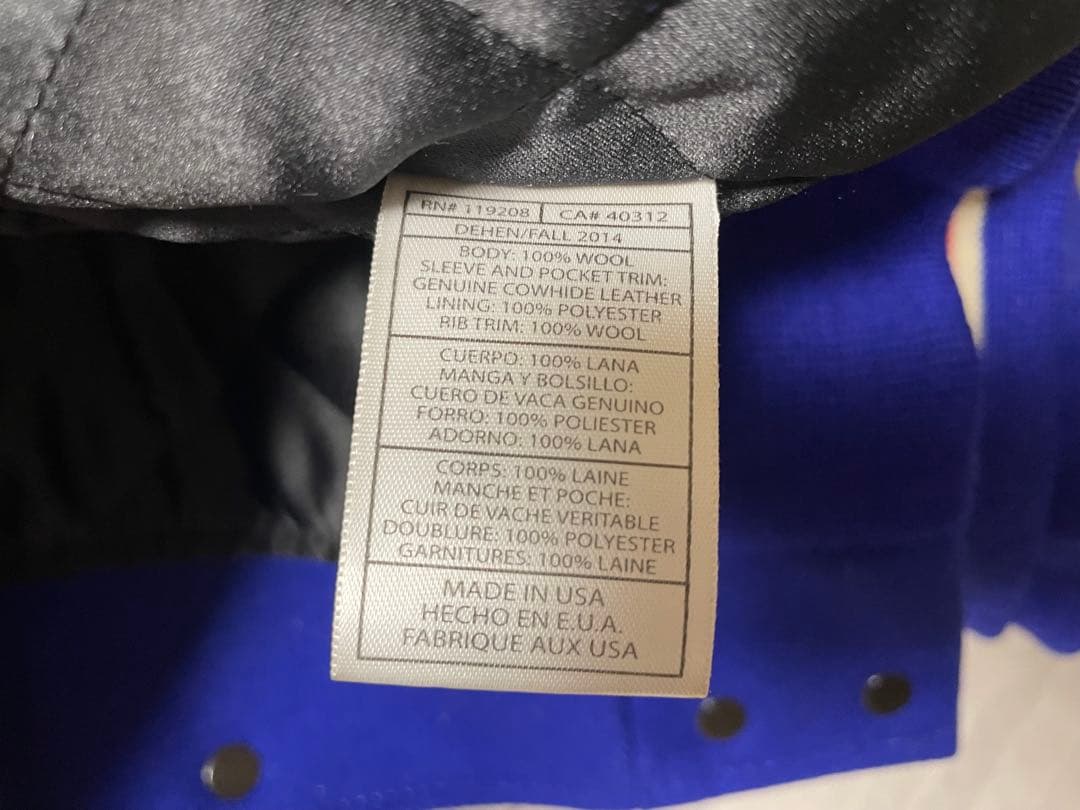 RN# 119208 CA# 40312
DEHEN/FALL 2014
BODY: 100% WOOL
SLEEVE AND POCKET TRIM:
GENUINE COWHIDE LEATHER
LINING: 100% POLYESTER
RIB TRIM: 100% WOOL
CUERPO: 100% LANA
MANGA Y BOLSILLO:
CUERO DE VACA GENUINO
FORRO: 100% POLIESTER
ADORNO: 100% LANA
CORPS: 100% LAINE
MANCHE ET POCHE:
CUIR DE VACHE VERITABLE
DOUBLURE: 100% POLYESTER
GARNITURES: 100% LAINE
MADE IN USA
HECHO EN E.U.A.
FABRIQUE AUX USA